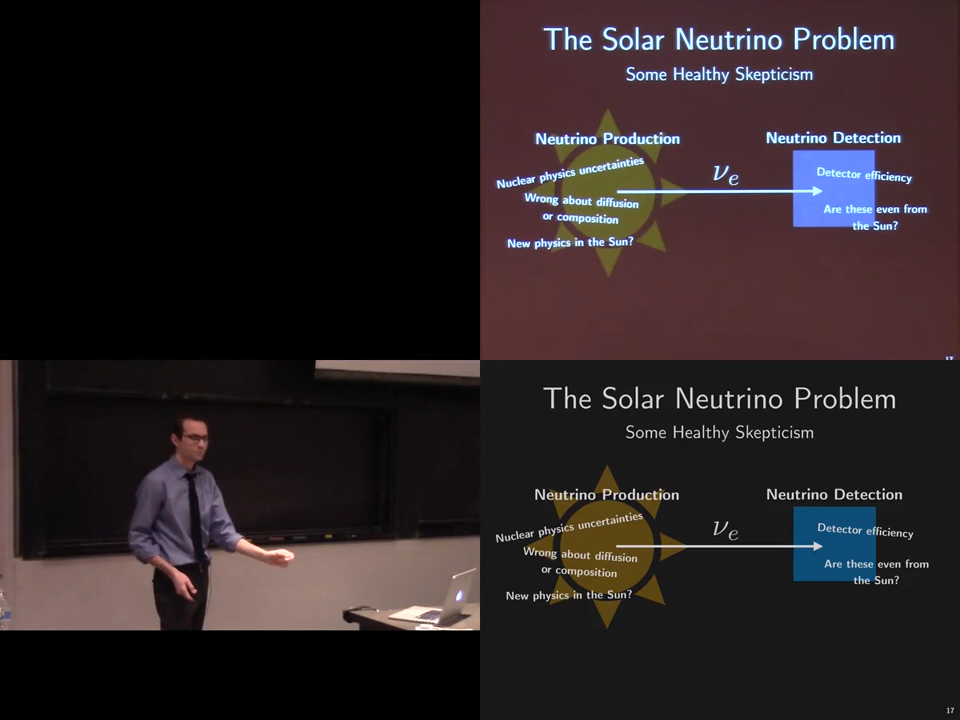 The Solar Neutrino Problem
Some Healthy Skepticism
Neutrino Production
Neutrino Detection
νe
Nuclear physics uncertainties
Wrong about diffusion
or composition
New physics in the Sun?
Detector efficiency
Are these even from
the Sun?
17
The Solar Neutrino Problem
Some Healthy Skepticism
Neutrino Production
Neutrino Detection
νe
Nuclear physics uncertainties
Wrong about diffusion
or composition
New physics in the Sun?
Detector efficiency
Are these even from
the Sun?
17